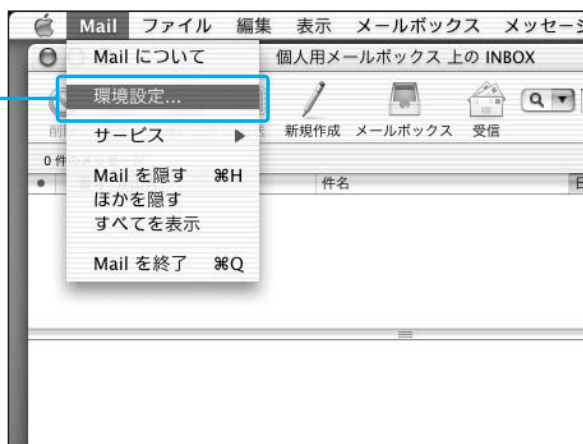 Mail ファイル 編集 表示 メールボックス メッセー
個人用メールボックス 上の INBOX
Mail について
環境設定...
サービス
Mail を隠す ⌘H
ほかを隠す
すべてを表示
Mail を終了 ⌘Q
新規作成 メールボックス 受信
0 件
件名